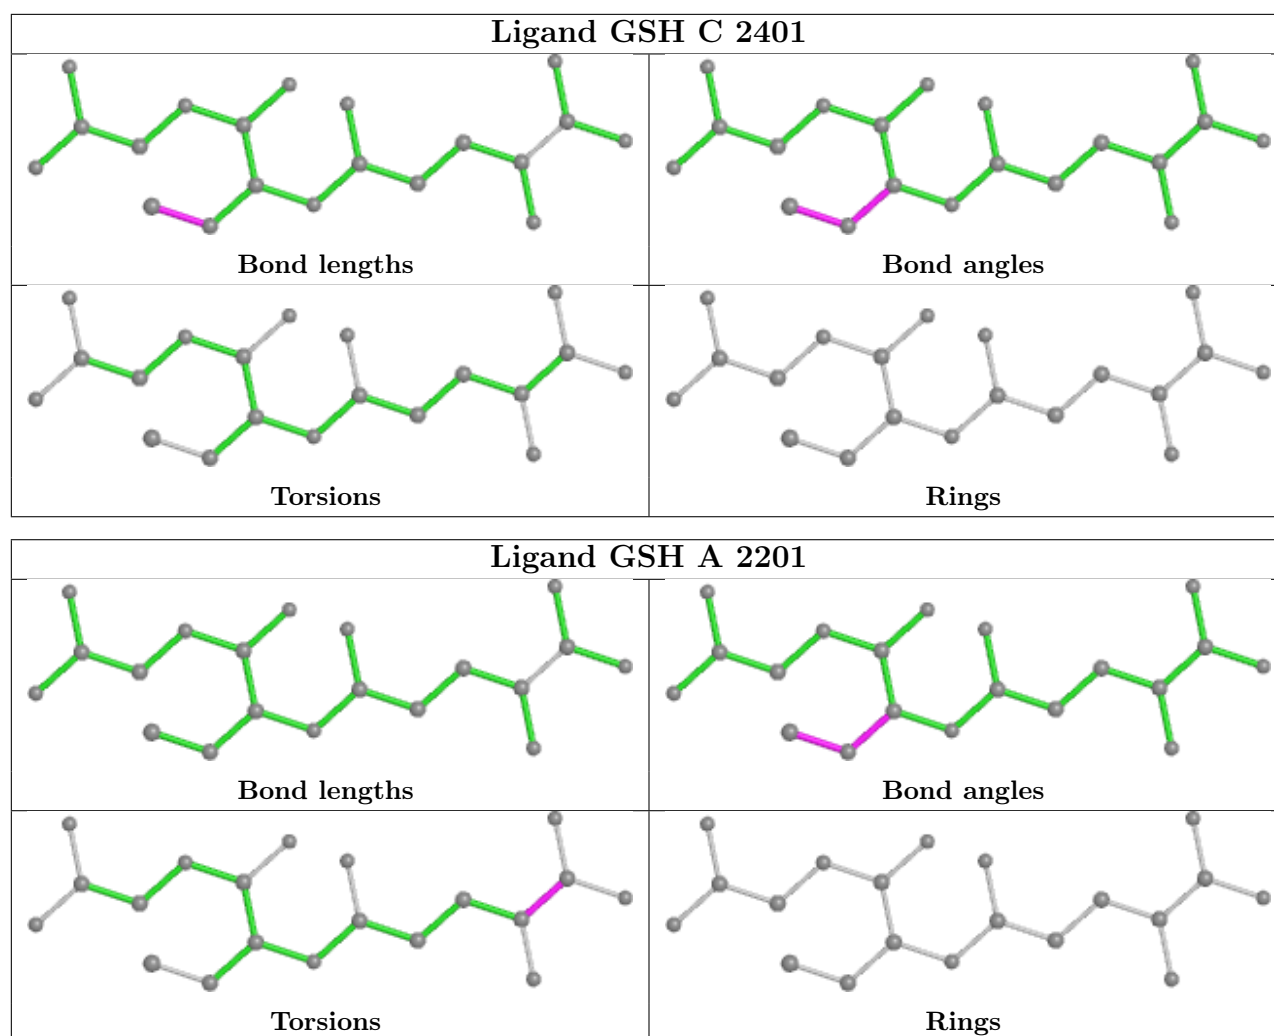 Ligand GSH C 2401
Bond lengths
Bond angles
Torsions
Rings
Ligand GSH A 2201
Bond lengths
Bond angles
Torsions
Rings